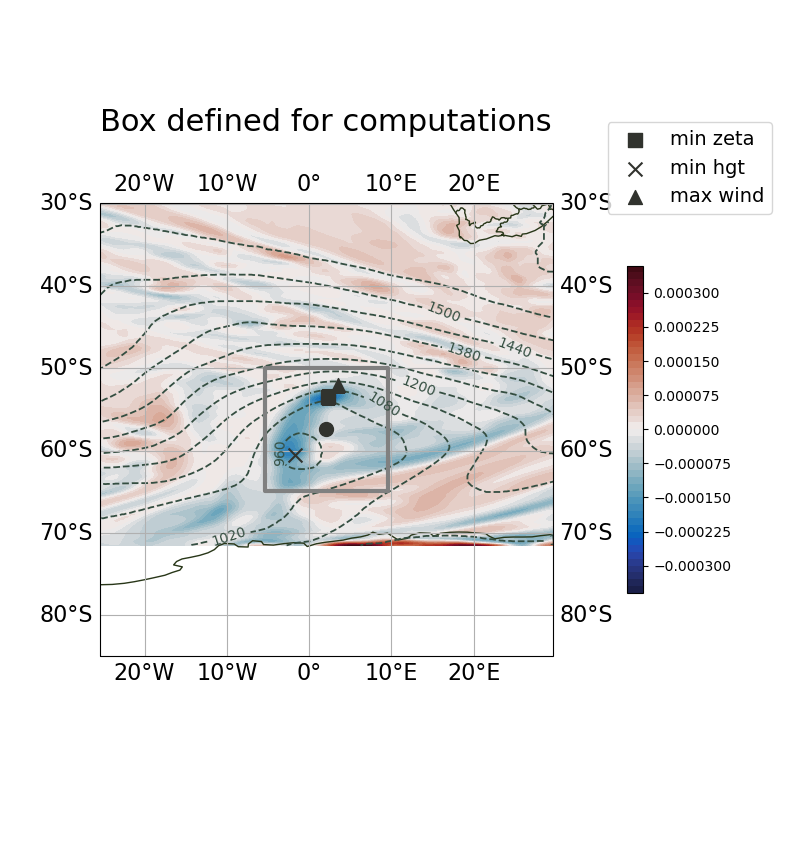 Box defined for computations
min zeta
min hgt
max wind
20°W 10°W 0° 10°E 20°E
30°S 30°S
40°S 40°S
50°S 50°S
60°S 60°S
70°S 70°S
80°S 80°S
20°W 10°W 0° 10°E 20°E
1500
1440
1380
1200
1080
960
1020
0.000300
0.000225
0.000150
0.000075
0.000000
−0.000075
−0.000150
−0.000225
−0.000300